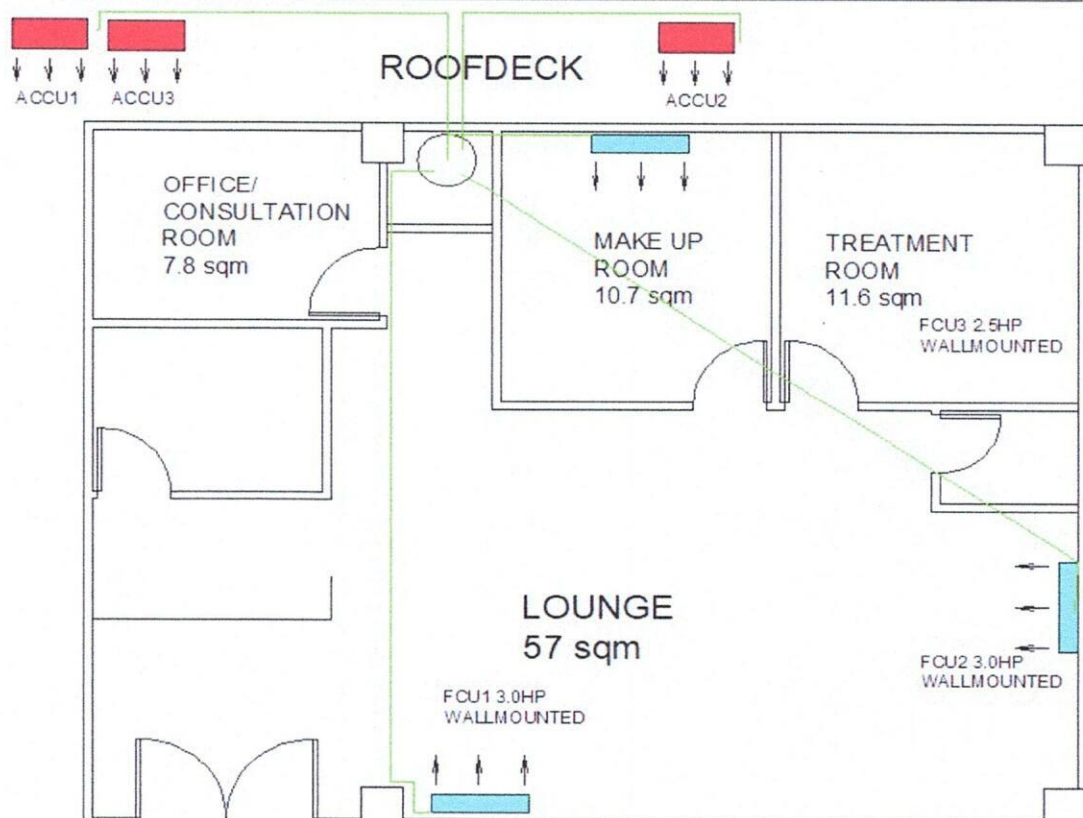 ACCU1
ACCU3
ROOFDECK
ACCU2
OFFICE/
CONSULTATION
ROOM
7.8 sqm
MAKE UP
ROOM
10.7 sqm
TREATMENT
ROOM
11.6 sqm
FCU3 2.5HP
WALLMOUNTED
LOUNGE
57 sqm
FCU2 3.0HP
WALLMOUNTED
FCU1 3.0HP
WALLMOUNTED